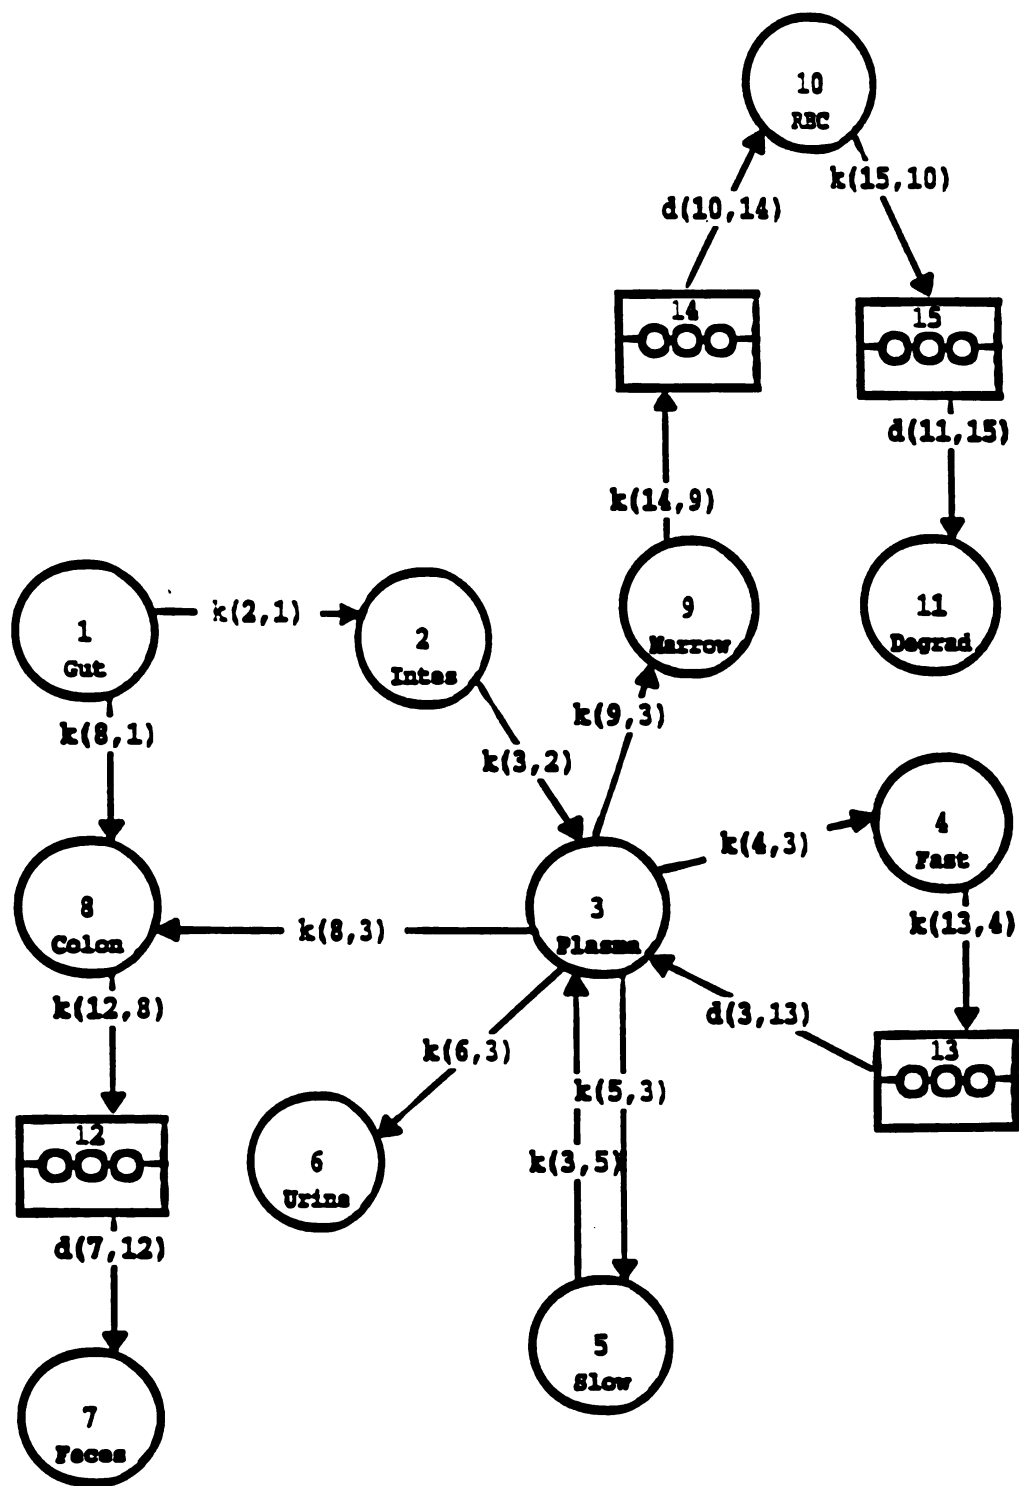 10
RBC
k(15,10)
d(10,14)
14
15
d(11,15)
k(14,9)
1
Gut
k(2,1)
2
Intes
9
Marrow
11
Degrad
k(8,1)
k(9,3)
k(3,2)
4
Fast
k(4,3)
8
Colon
k(8,3)
3
Plasma
k(13,4)
k(12,8)
d(3,13)
13
k(6,3)
k(5,3)
12
6
Urine
k(3,5)
d(7,12)
5
Slow
7
Feces